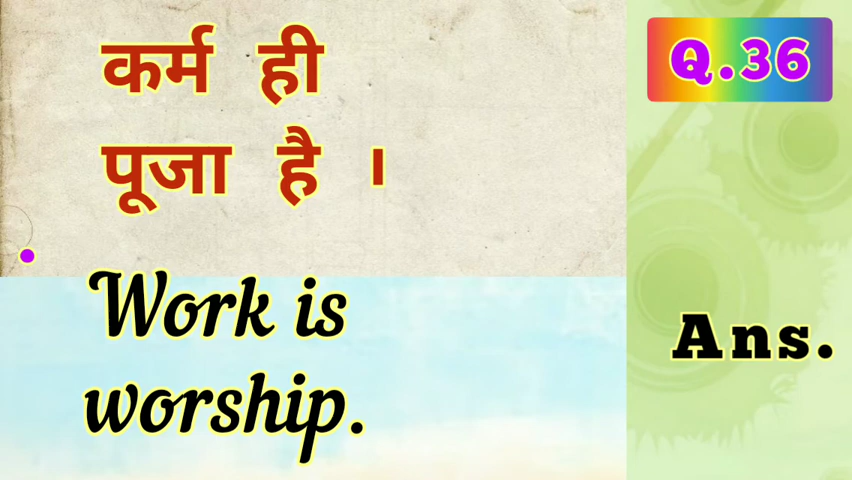 कर्म ही
पूजा है ।
Q.36
Work is
worship.
Ans.